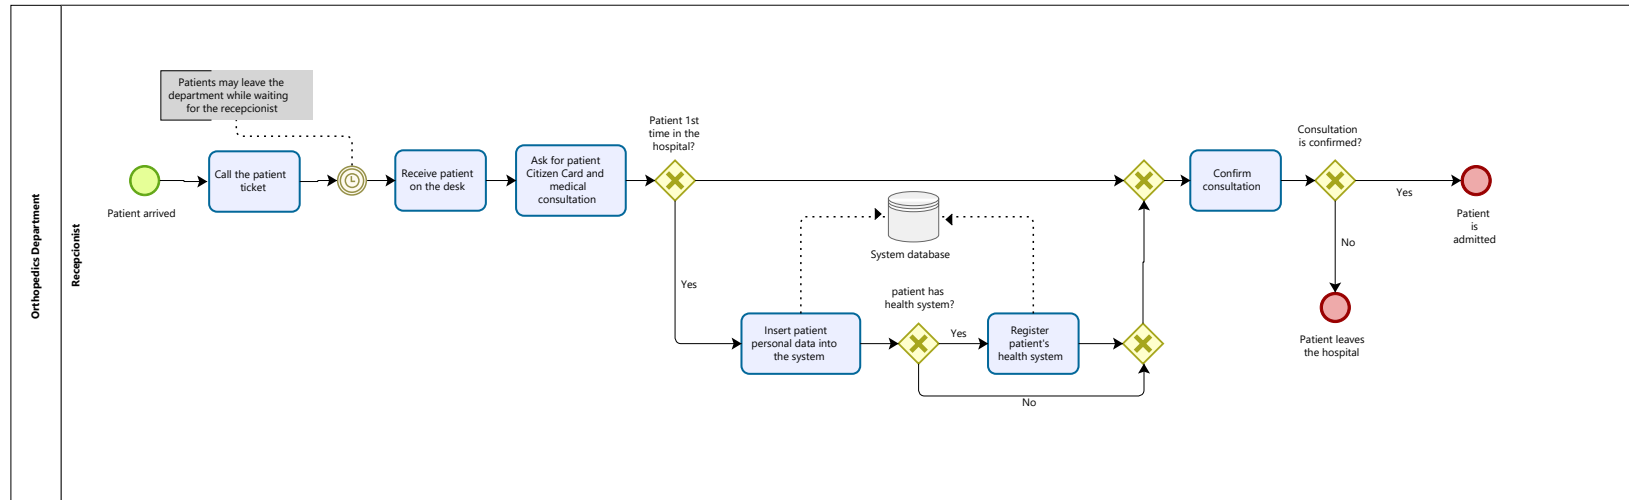 Orthopedics Department
Recepcionist
Patients may leave the
department while waiting
for the recepcionist
Patient arrived
Call the patient
ticket
Receive patient
on the desk
Ask for patient
Citizen Card and
medical
consultation
Patient 1st
time in the
hospital?
Yes
Insert patient
personal data into
the system
System database
patient has
health system?
Yes
No
Register
patient's
health system
Confirm
consultation
Consultation
is confirmed?
Yes
No
Patient
is
admitted
Patient leaves
the hospital